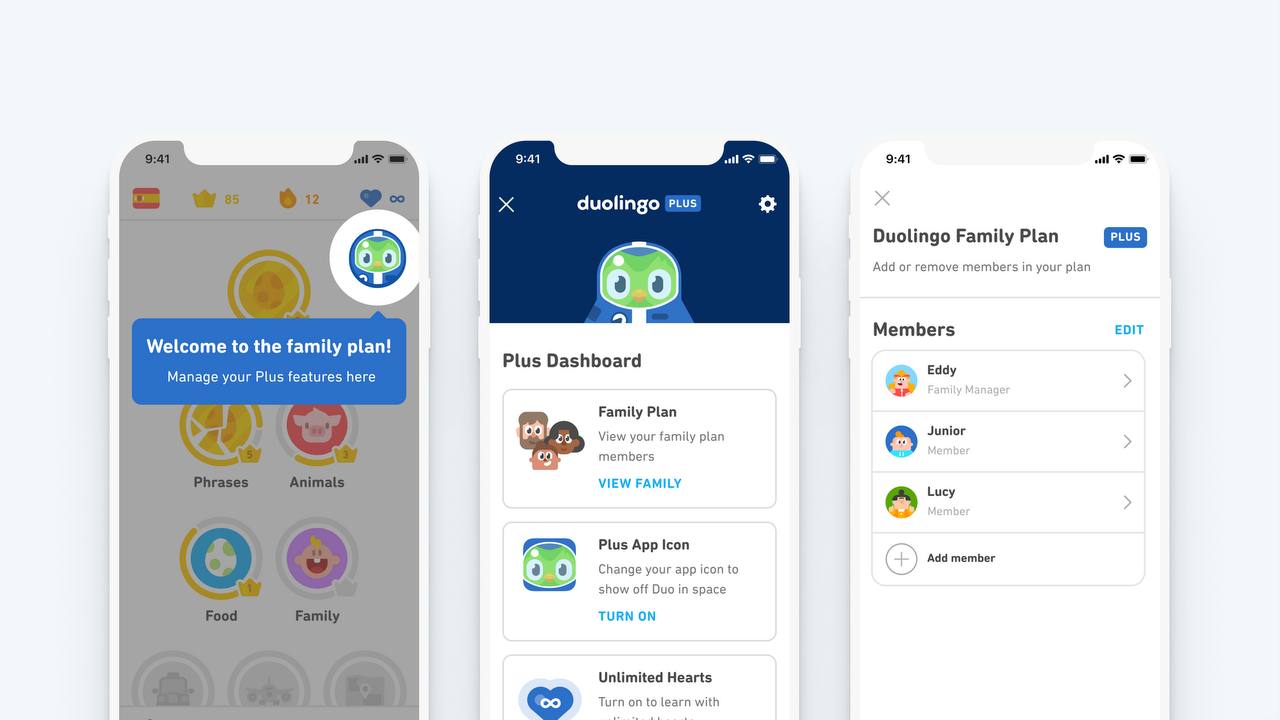 9:41
85
12
∞
Welcome to the family plan!
Manage your Plus features here
5
3
Phrases
Animals
1
Food
Family
9:41
duolingo PLUS
Plus Dashboard
Family Plan
View your family plan
members
VIEW FAMILY
Plus App Icon
Change your app icon to
show off Duo in space
TURN ON
Unlimited Hearts
Turn on to learn with
unlimited hearts
9:41
Duolingo Family Plan
PLUS
Add or remove members in your plan
Members
EDIT
Eddy
Family Manager
Junior
Member
Lucy
Member
Add member